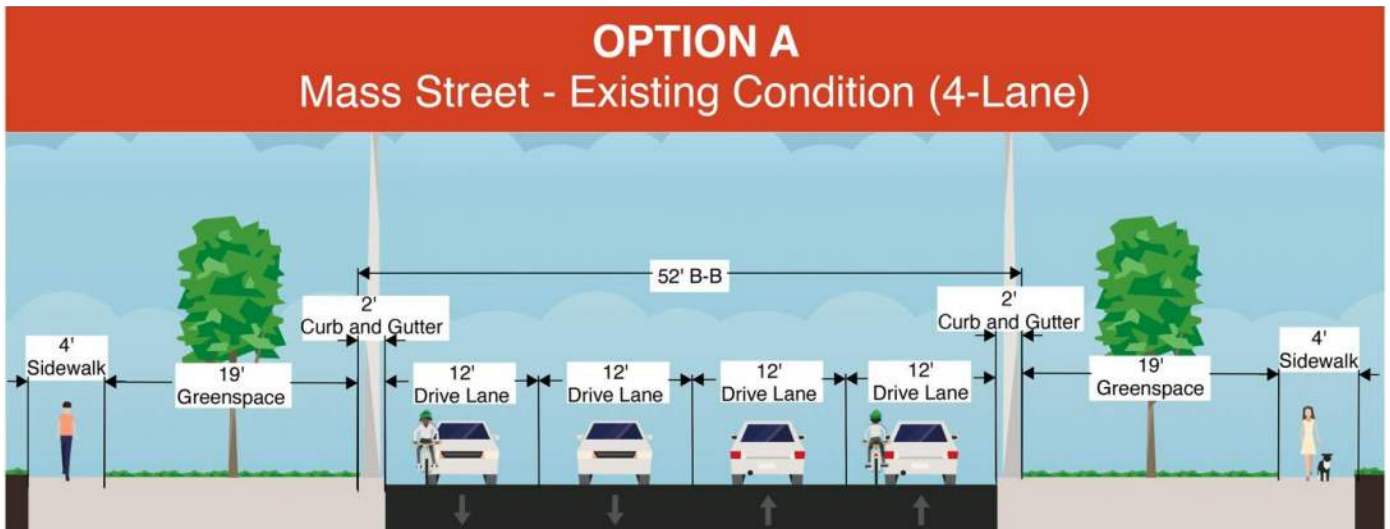 OPTION A
Mass Street - Existing Condition (4-Lane)
52' B-B
2'
Curb and Gutter
2'
Curb and Gutter
4'
Sidewalk
19'
Greenspace
12'
Drive Lane
12'
Drive Lane
12'
Drive Lane
12'
Drive Lane
19'
Greenspace
4'
Sidewalk